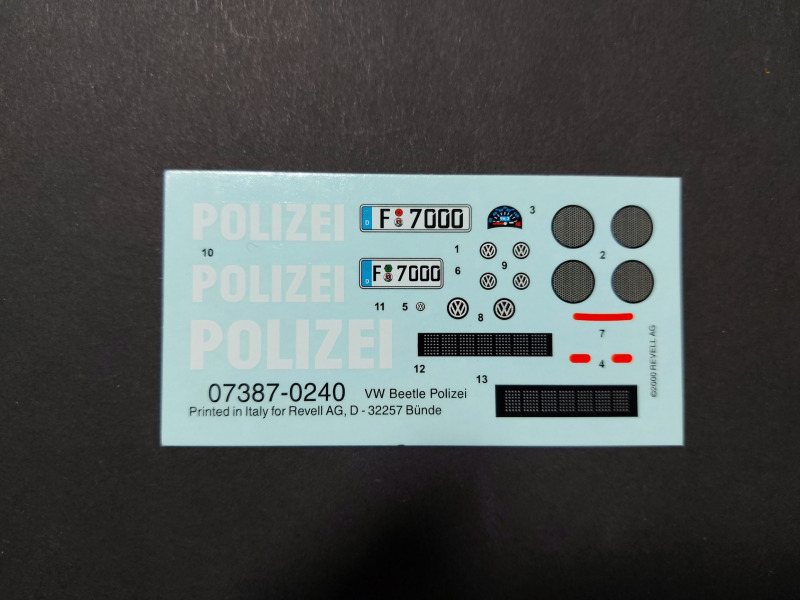 POLIZEI
D F 7000
3
10
1
2
POLIZEI
D F 7000
6
9
11
5
8
POLIZEI
7
4
12
13
07387-0240 VW Beetle Polizei
Printed in Italy for Revell AG, D - 32257 Bünde
©2000 REVELL AG